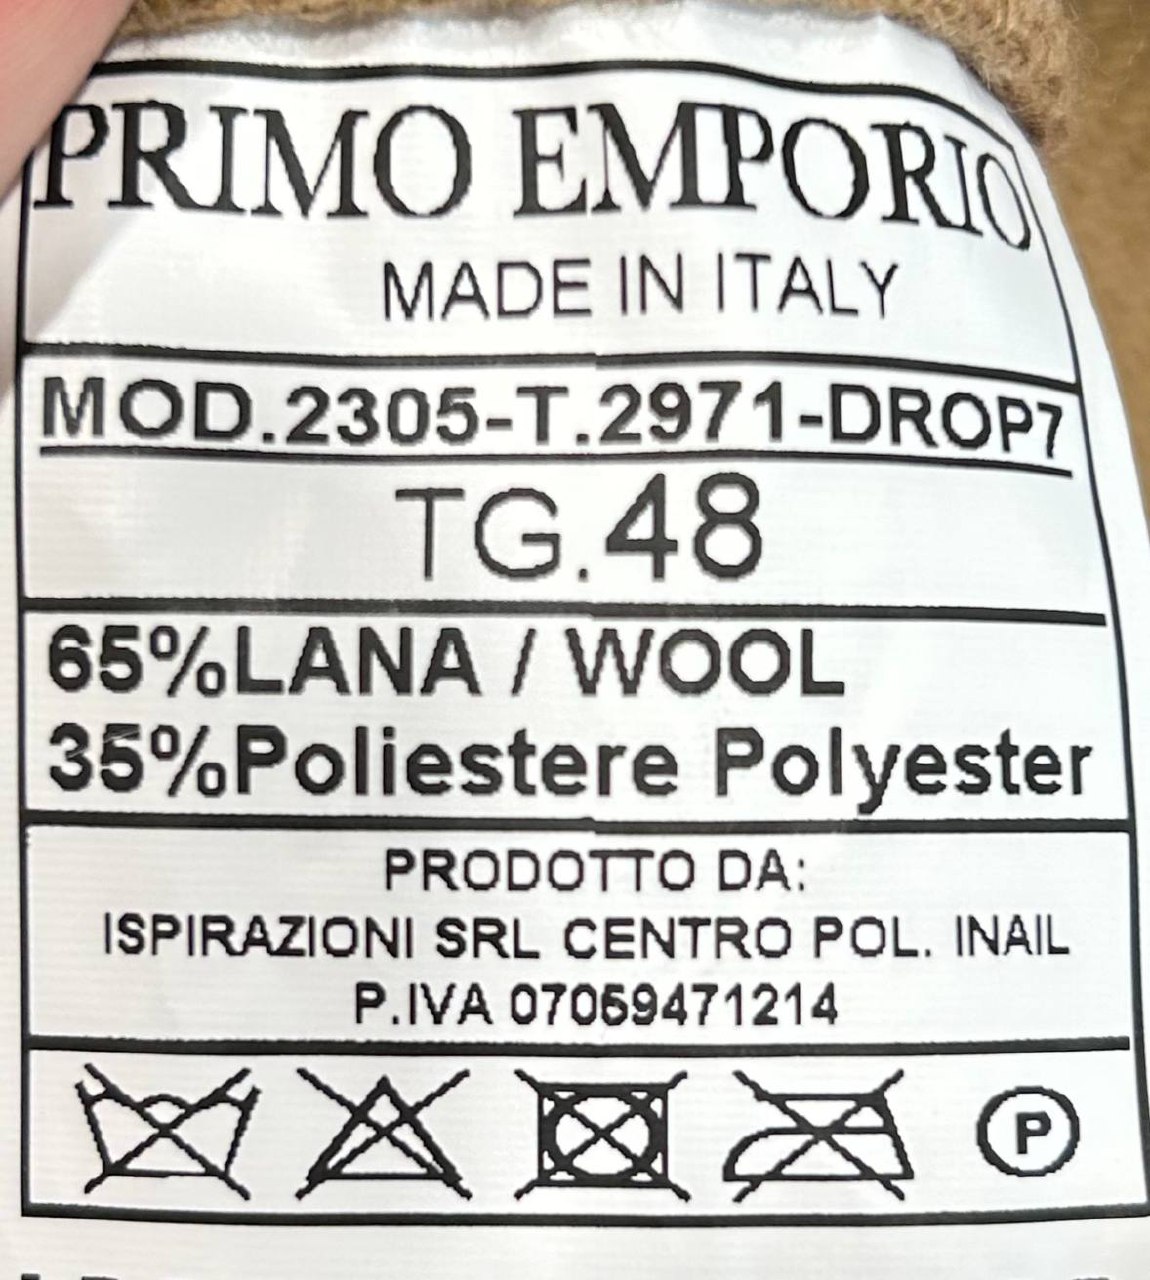 PRIMO EMPORIO
MADE IN ITALY
MOD.2305-T.2971-DROP7
TG.48
65%LANA / WOOL
35%Poliestere Polyester
PRODOTTO DA:
ISPIRAZIONI SRL CENTRO POL. INAIL
P.IVA 07059471214
P